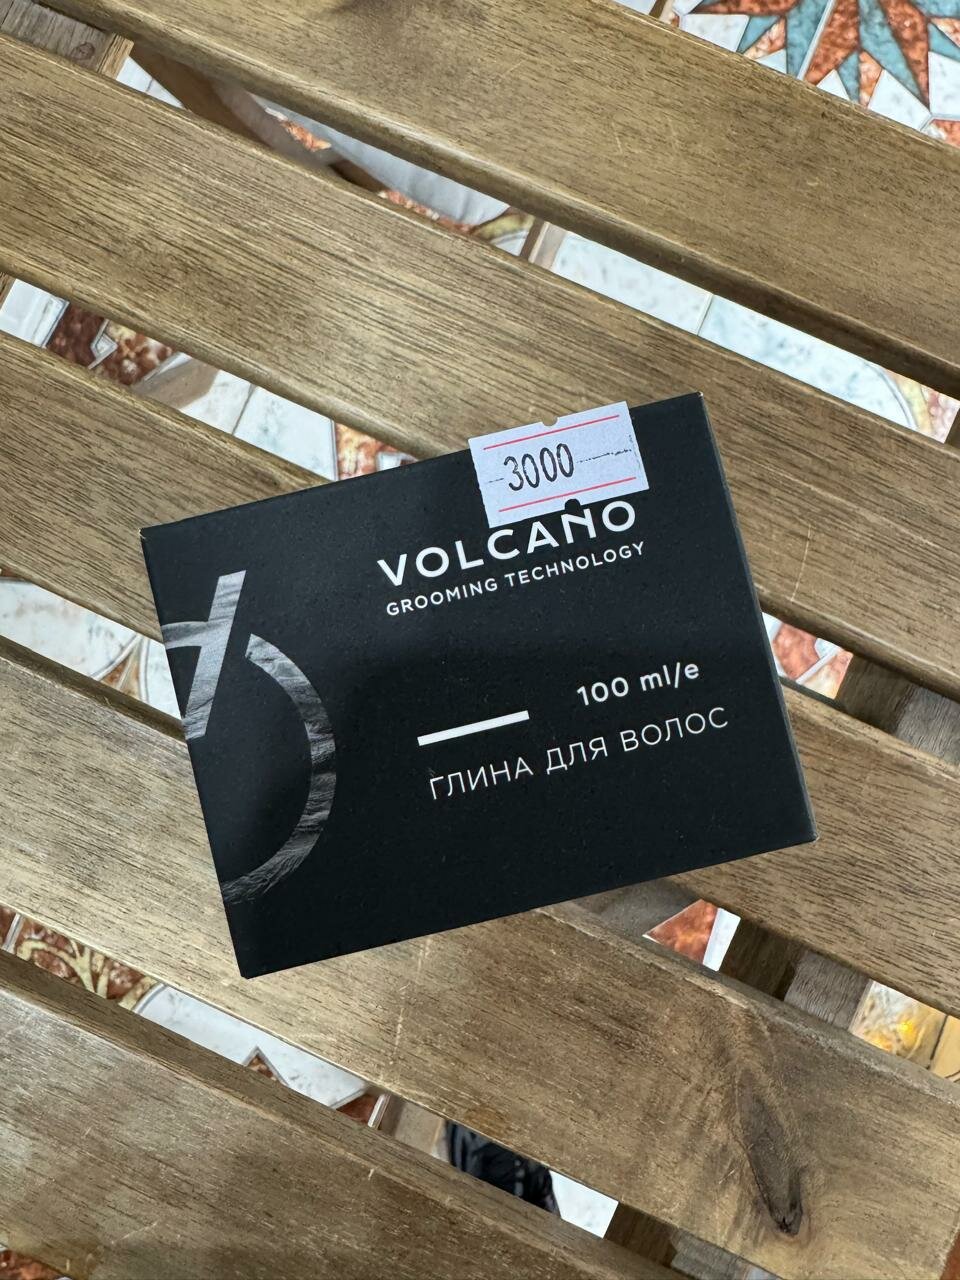 3000
VOLCANO
GROOMING TECHNOLOGY
100 ml/e
ГЛИНА ДЛЯ ВОЛОС